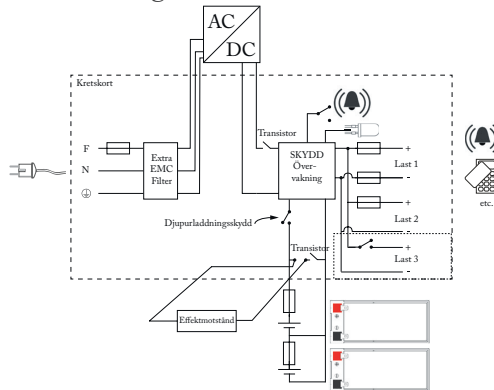 AC
DC
Kretskort
F
N
Extra
EMC
Filter
Transistor
SKYDD
Över-
vakning
+
Last 1
-
+
Last 2
-
+
Last 3
-
etc.
Djupurladdningsskydd
Transistor
Effektmotstånd